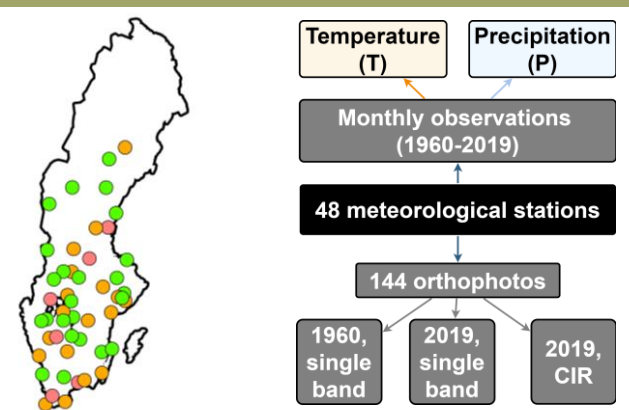 Temperature
(T)
Precipitation
(P)
Monthly observations
(1960-2019)
48 meteorological stations
144 orthophotos
1960,
single
band
2019,
single
band
2019,
CIR